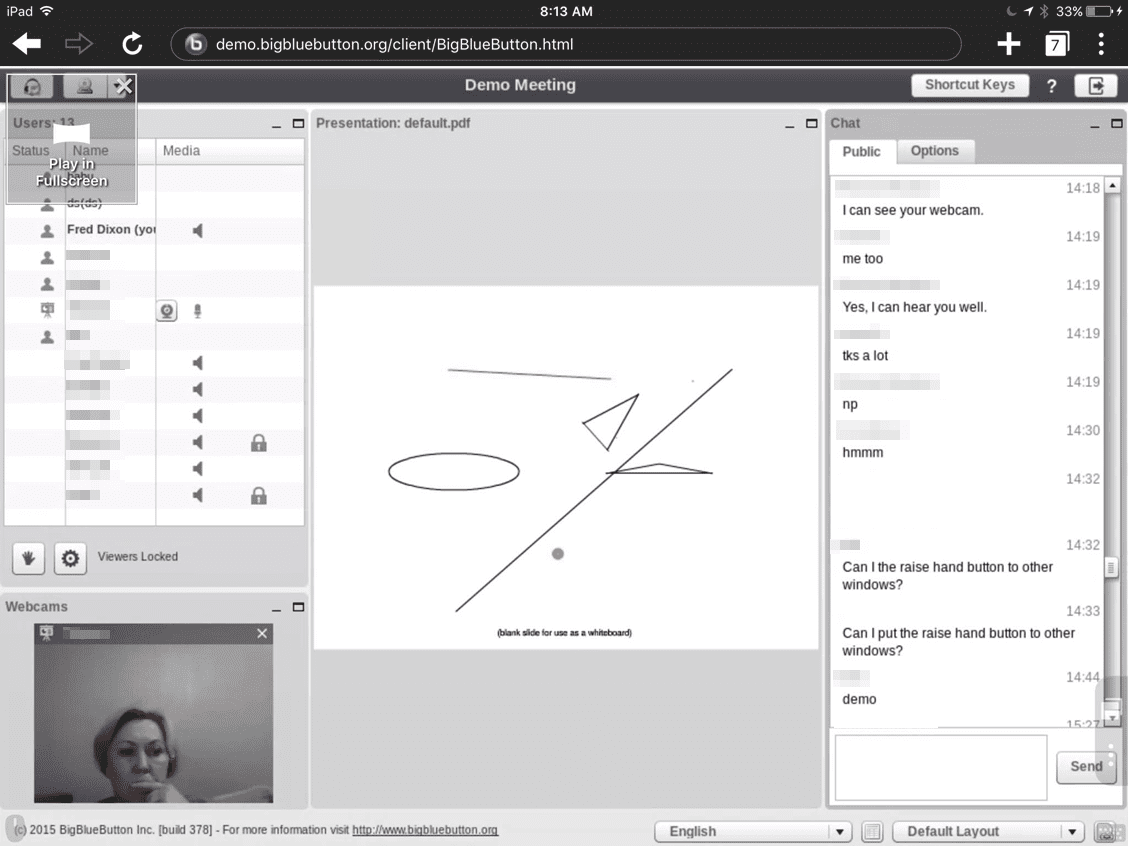 iPad
8:13 AM
33%
demo.bigbluebutton.org/client/BigBlueButton.html
7
Demo Meeting
Shortcut Keys
?
Users: 13
Status Name Media
Play in
Fullscreen
ds(ds)
Fred Dixon (you
Viewers Locked
Webcams
Presentation: default.pdf
(blank slide for use as a whiteboard)
Chat
Public Options
14:18
I can see your webcam.
14:19
me too
14:19
Yes, I can hear you well.
14:19
tks a lot
14:19
np
14:30
hmmm
14:32
14:32
Can I the raise hand button to other
windows?
14:33
Can I put the raise hand button to other
windows?
14:44
demo
15:27
Send
(c) 2015 BigBlueButton Inc. [build 378] - For more information visit http://www.bigbluebutton.org
English
Default Layout